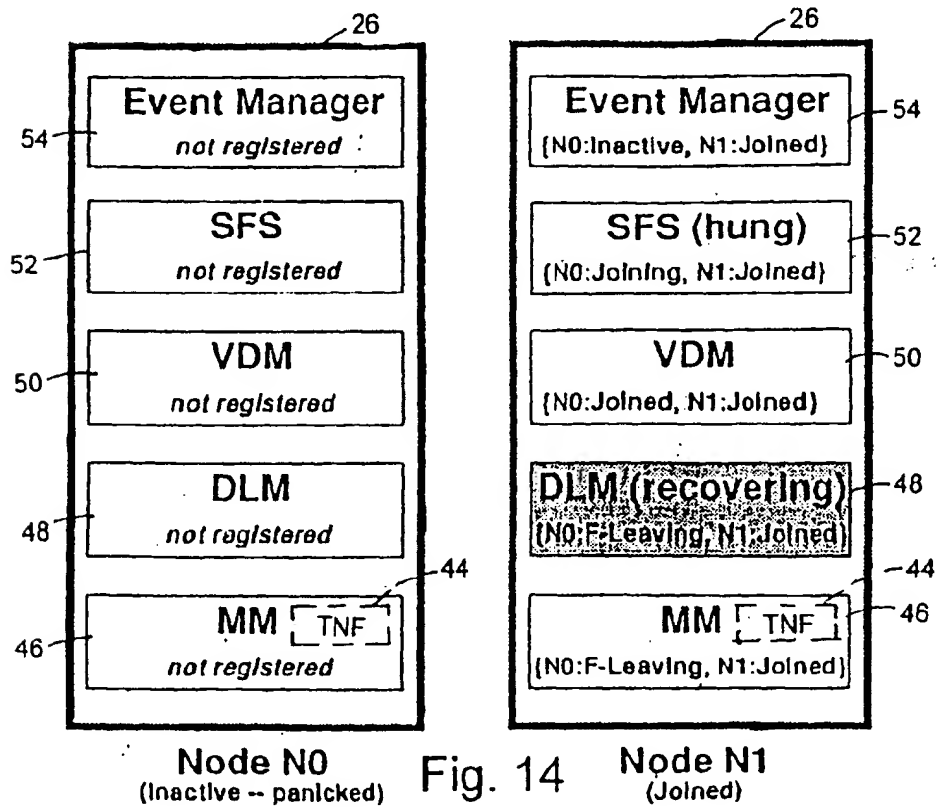 26
Event Manager
not registered
54
SFS
not registered
52
VDM
not registered
50
DLM
not registered
48
44
MM TNF
not registered
46
Node N0
(Inactive -- panicked)
26
Event Manager
{N0:Inactive, N1:Joined}
54
SFS (hung)
{N0:Joining, N1:Joined}
52
VDM
{N0:Joined, N1:Joined}
50
DLM (recovering)
{N0:F-Leaving, N1:Joined}
48
44
MM TNF
{N0:F-Leaving, N1:Joined}
46
Node N1
(Joined)
Fig. 14